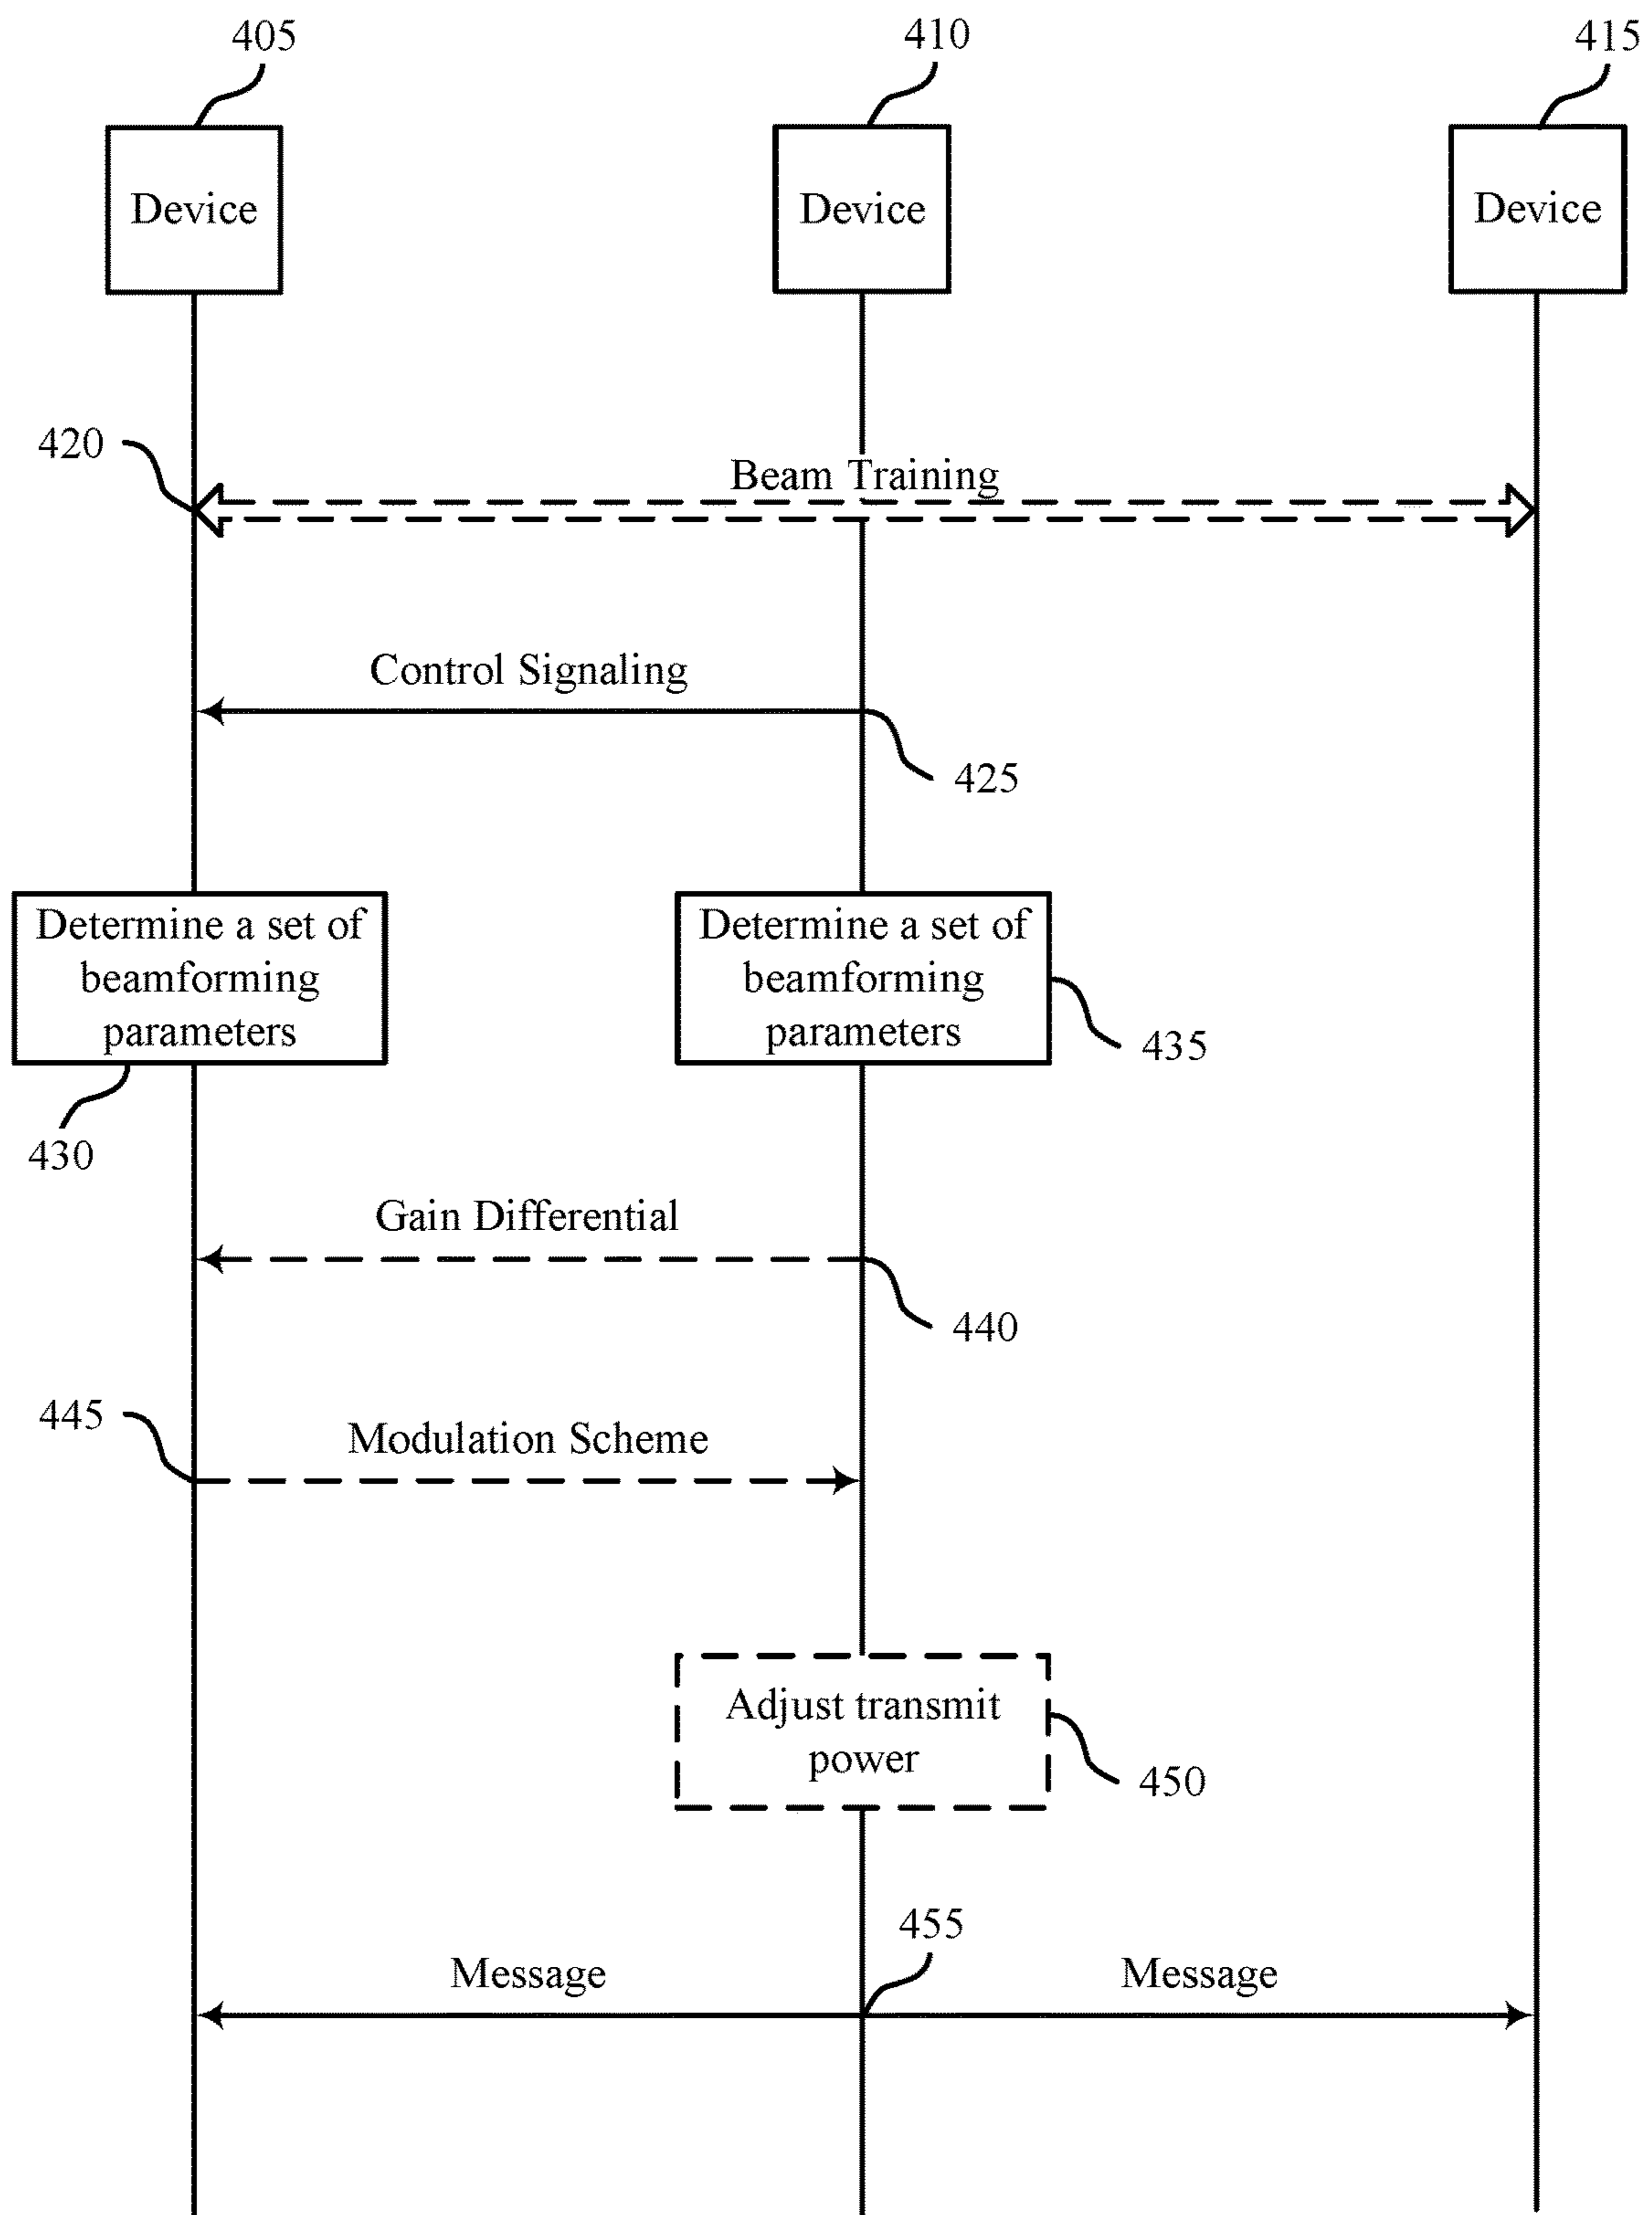 405
410
415
Device
Device
Device
420
Beam Training
Control Signaling
425
Determine a set of
beamforming
parameters
430
Determine a set of
beamforming
parameters
435
Gain Differential
440
445
Modulation Scheme
Adjust transmit
power
450
455
Message
Message